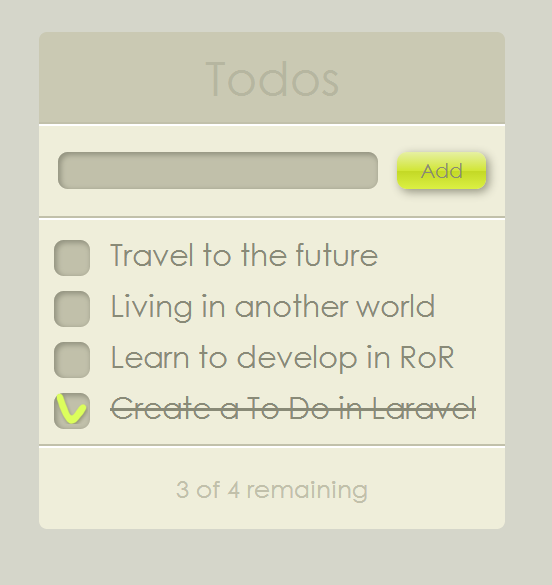 Todos
Add
Travel to the future
Living in another world
Learn to develop in RoR
Create a To Do in Laravel
3 of 4 remaining